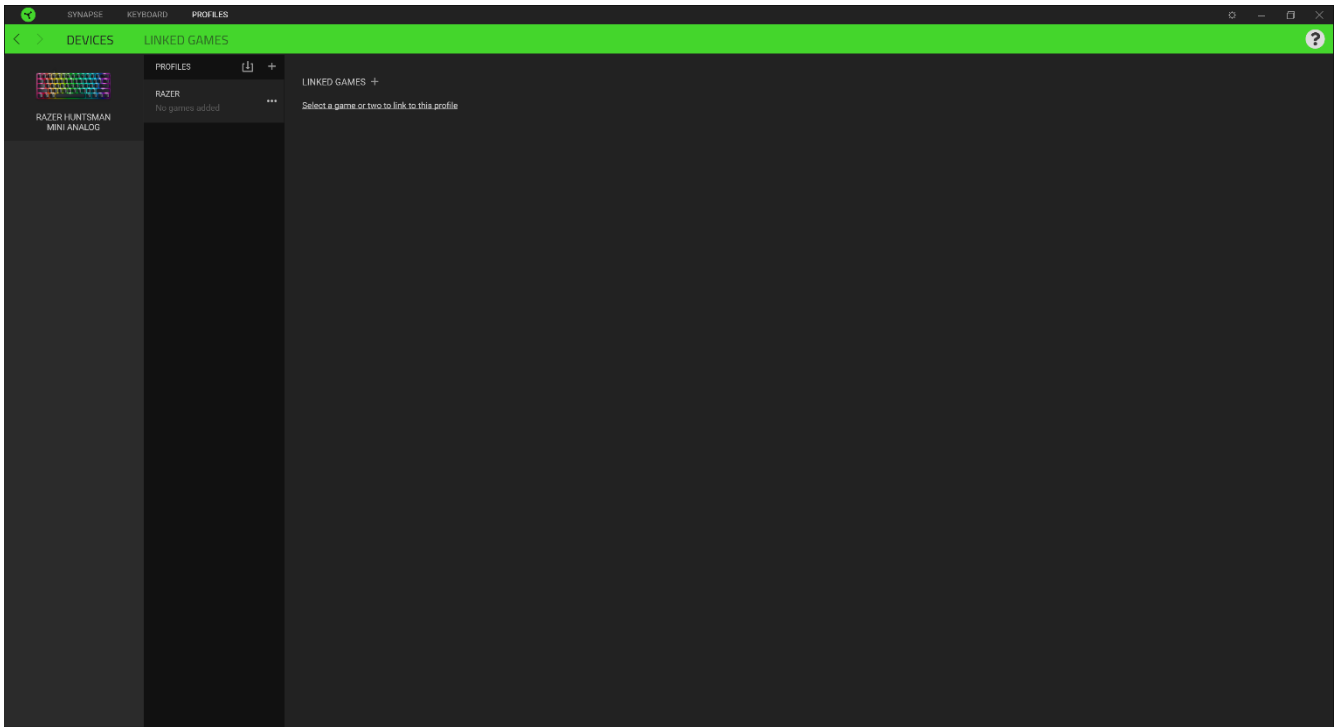 SYNAPSE KEYBOARD PROFILES
DEVICES LINKED GAMES
?
RAZER HUNTSMAN
MINI ANALOG
PROFILES
RAZER
No games added
LINKED GAMES +
Select a game or two to link to this profile